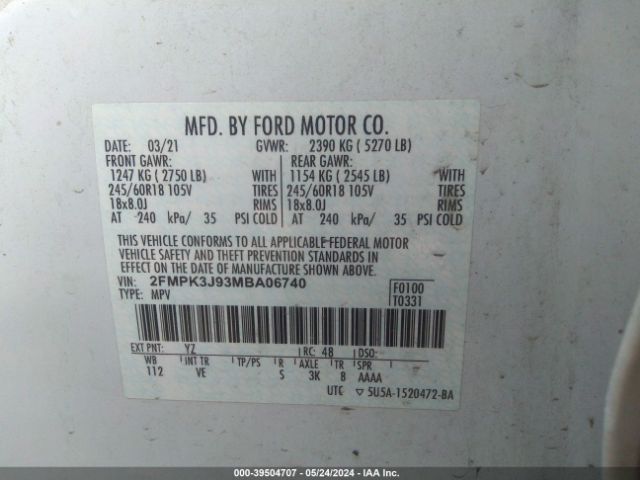 MFD. BY FORD MOTOR CO.
DATE: 03/21 GVWR: 2390 KG ( 5270 LB)
FRONT GAWR: REAR GAWR:
1247 KG ( 2750 LB) WITH 1154 KG ( 2545 LB) WITH
245/60R18 105V TIRES 245/60R18 105V TIRES
18x8.0J RIMS 18x8.0J RIMS
AT 240 kPa/ 35 PSI COLD AT 240 kPa/ 35 PSI COLD
THIS VEHICLE CONFORMS TO ALL APPLICABLE FEDERAL MOTOR
VEHICLE SAFETY AND THEFT PREVENTION STANDARDS IN
EFFECT ON THE DATE OF MANUFACTURE SHOWN ABOVE.
VIN: 2FMPK3J93MBA06740 F0100
TYPE: MPV T0331
EXT PNT: YZ RC: 48 DSO:
WB INT TR TP/PS R AXLE TR SPR
112 VE S 3K 8 AAAA
UTC 5U5A-1520472-BA
000-39504707 - 05/24/2024 - IAA Inc.